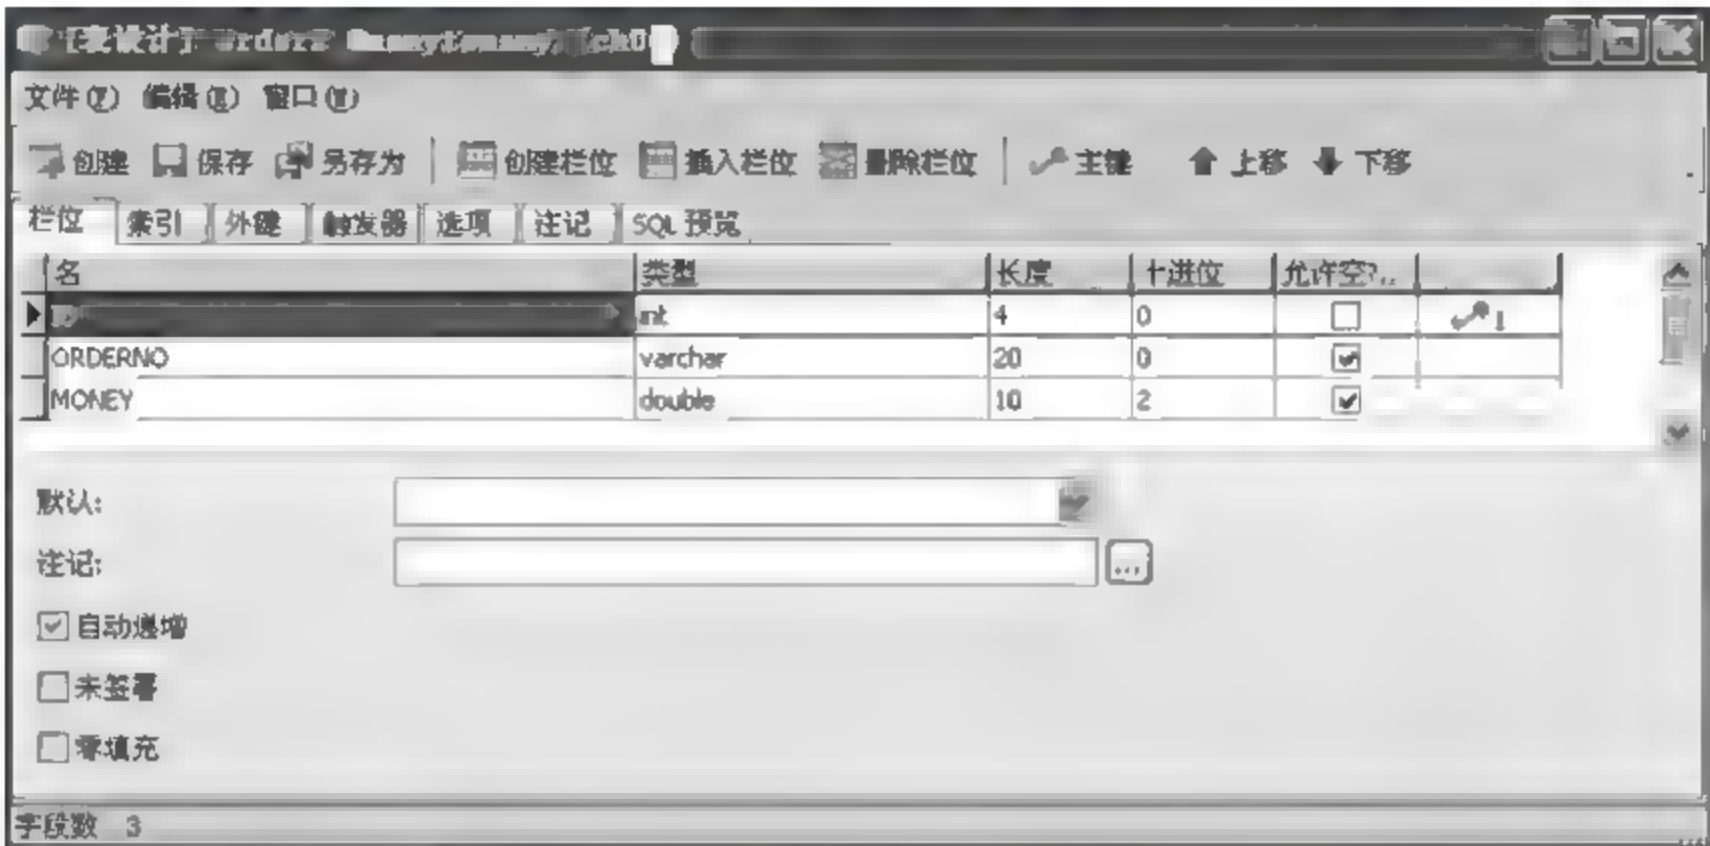 [表设计]
文件(F) 编辑(E) 窗口(W)
创建 保存 另存为 创建栏位 插入栏位 删除栏位 主键 上移 下移
栏位 索引 外键 触发器 选项 注记 SQL 预览
名 类型 长度 十进位 允许空?..
int 4 0 1
ORDERNO varchar 20 0
MONEY double 10 2
默认:
注记: ...
自动递增
未签署
零填充
字段数 3